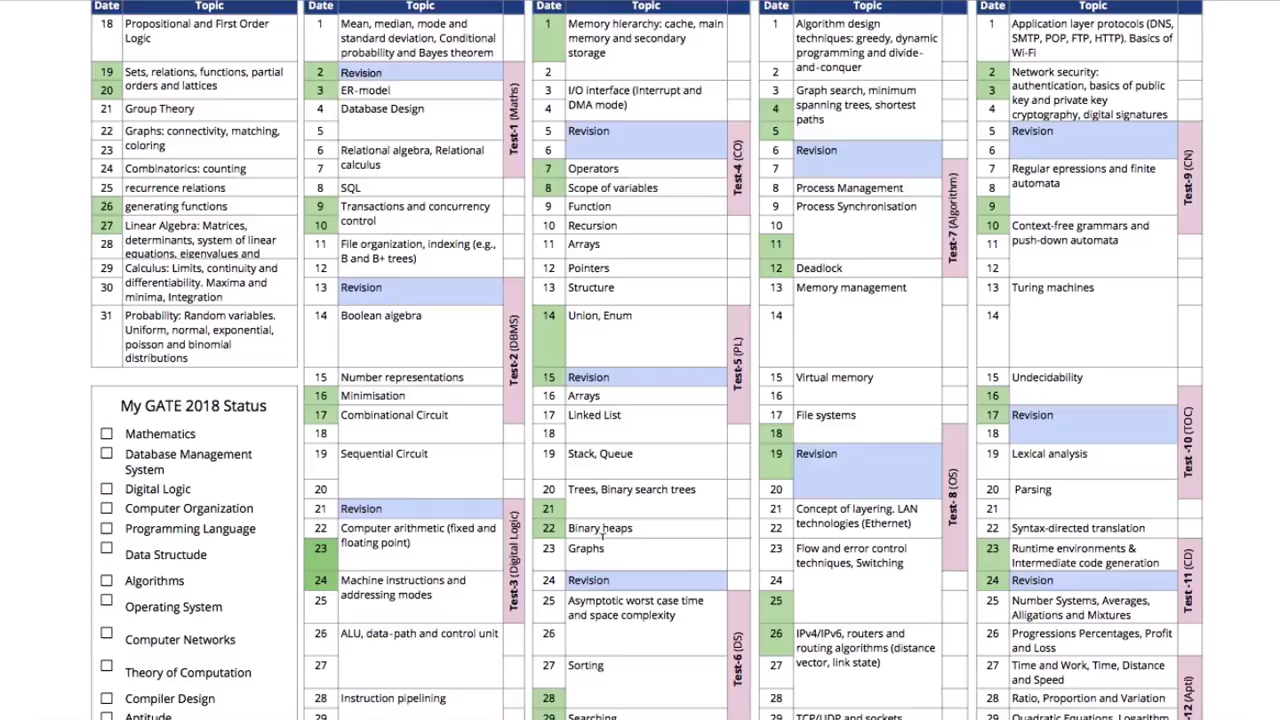 Date Topic
18 Propositional and First Order
Logic
19 Sets, relations, functions, partial
20 orders and lattices
21 Group Theory
22 Graphs: connectivity, matching,
23 coloring
24 Combinatorics: counting
25 recurrence relations
26 generating functions
27 Linear Algebra: Matrices,
28 determinants, system of linear
equations, eigenvalues and
29 Calculus: Limits, continuity and
30 differentiability. Maxima and
minima, Integration
31 Probability: Random variables.
Uniform, normal, exponential,
poisson and binomial
distributions
My GATE 2018 Status
Mathematics
Database Management
System
Digital Logic
Computer Organization
Programming Language
Data Structude
Algorithms
Operating System
Computer Networks
Theory of Computation
Compiler Design
Aptitude
Date Topic
1 Mean, median, mode and
standard deviation, Conditional
probability and Bayes theorem
2 Revision
3 ER-model
4 Database Design
5
6 Relational algebra, Relational
7 calculus
8 SQL
9 Transactions and concurrency
10 control
11 File organization, indexing (e.g.,
12 B and B+ trees)
13 Revision
14 Boolean algebra
15 Number representations
16 Minimisation
17 Combinational Circuit
18
19 Sequential Circuit
20
21 Revision
22 Computer arithmetic (fixed and
23 floating point)
24 Machine instructions and
25 addressing modes
26 ALU, data-path and control unit
27
28 Instruction pipelining
29
Test-1 (Maths)
Test-2 (DBMS)
Test-3 (Digital Logic)
Date Topic
1 Memory hierarchy: cache, main
memory and secondary
storage
2
3 I/O interface (Interrupt and
4 DMA mode)
5 Revision
6
7 Operators
8 Scope of variables
9 Function
10 Recursion
11 Arrays
12 Pointers
13 Structure
14 Union, Enum
15 Revision
16 Arrays
17 Linked List
18
19 Stack, Queue
20 Trees, Binary search trees
21
22 Binary heaps
23 Graphs
24 Revision
25 Asymptotic worst case time
and space complexity
26
27 Sorting
28
29 Searching
Test-4 (CO)
Test-5 (PL)
Test-6 (DS)
Date Topic
1 Algorithm design
techniques: greedy, dynamic
programming and divide-
2 and-conquer
3 Graph search, minimum
4 spanning trees, shortest
5 paths
6 Revision
7
8 Process Management
9 Process Synchronisation
10
11
12 Deadlock
13 Memory management
14
15 Virtual memory
16
17 File systems
18
19 Revision
20
21 Concept of layering. LAN
22 technologies (Ethernet)
23 Flow and error control
techniques, Switching
24
25
26 IPv4/IPv6, routers and
routing algorithms (distance
27 vector, link state)
28
29 TCP/UDP and sockets
Test-7 (Algorithm)
Test- 8 (OS)
Date Topic
1 Application layer protocols (DNS,
SMTP, POP, FTP, HTTP). Basics of
Wi-Fi
2 Network security:
3 authentication, basics of public
key and private key
4 cryptography, digital signatures
5 Revision
6
7 Regular epressions and finite
8 automata
9
10 Context-free grammars and
11 push-down automata
12
13 Turing machines
14
15 Undecidability
16
17 Revision
18
19 Lexical analysis
20 Parsing
21
22 Syntax-directed translation
23 Runtime environments &
Intermediate code generation
24 Revision
25 Number Systems, Averages,
Alligations and Mixtures
26 Progressions Percentages, Profit
and Loss
27 Time and Work, Time, Distance
and Speed
28 Ratio, Proportion and Variation
29 Quadratic Equations, Logarithm
Test-9 (CN)
Test -10 (TOC)
Test -11 (CD)
-12 (Apti)